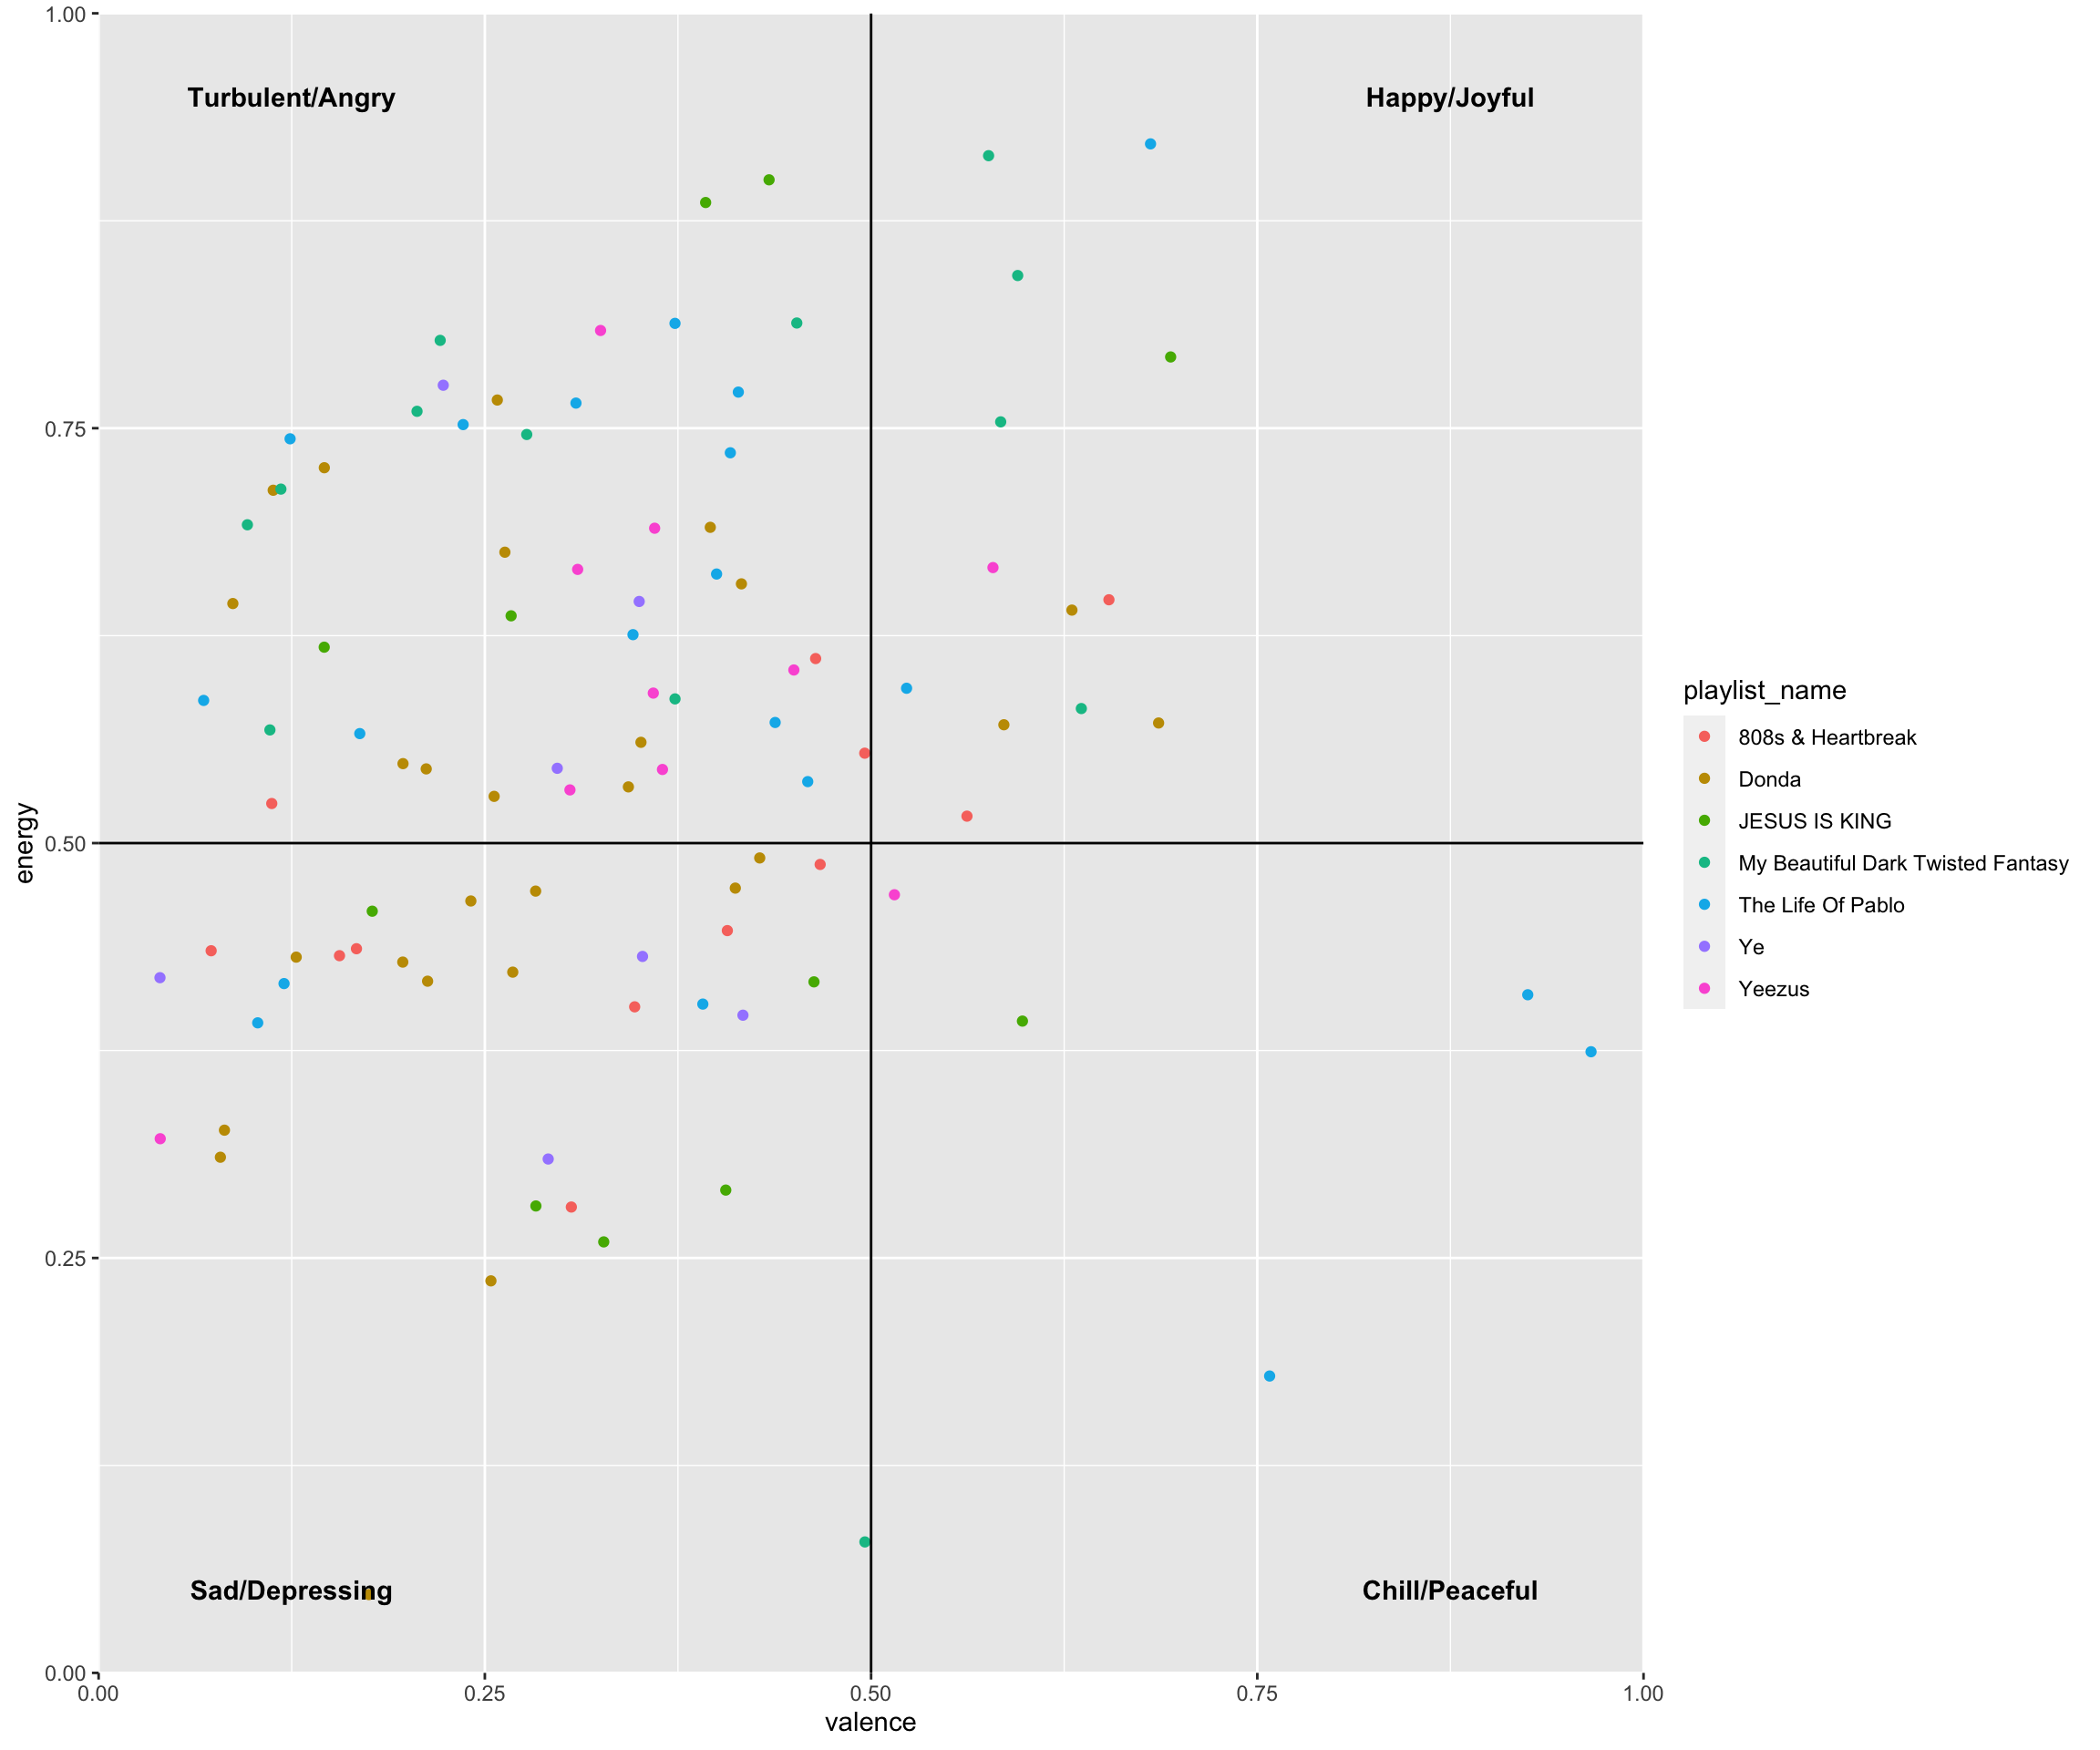 1.00
Turbulent/Angry
Happy/Joyful
0.75
energy
0.50
0.25
Sad/Depressing
Chill/Peaceful
0.00
0.00 0.25 0.50 0.75 1.00
valence
playlist_name
808s & Heartbreak
Donda
JESUS IS KING
My Beautiful Dark Twisted Fantasy
The Life Of Pablo
Ye
Yeezus